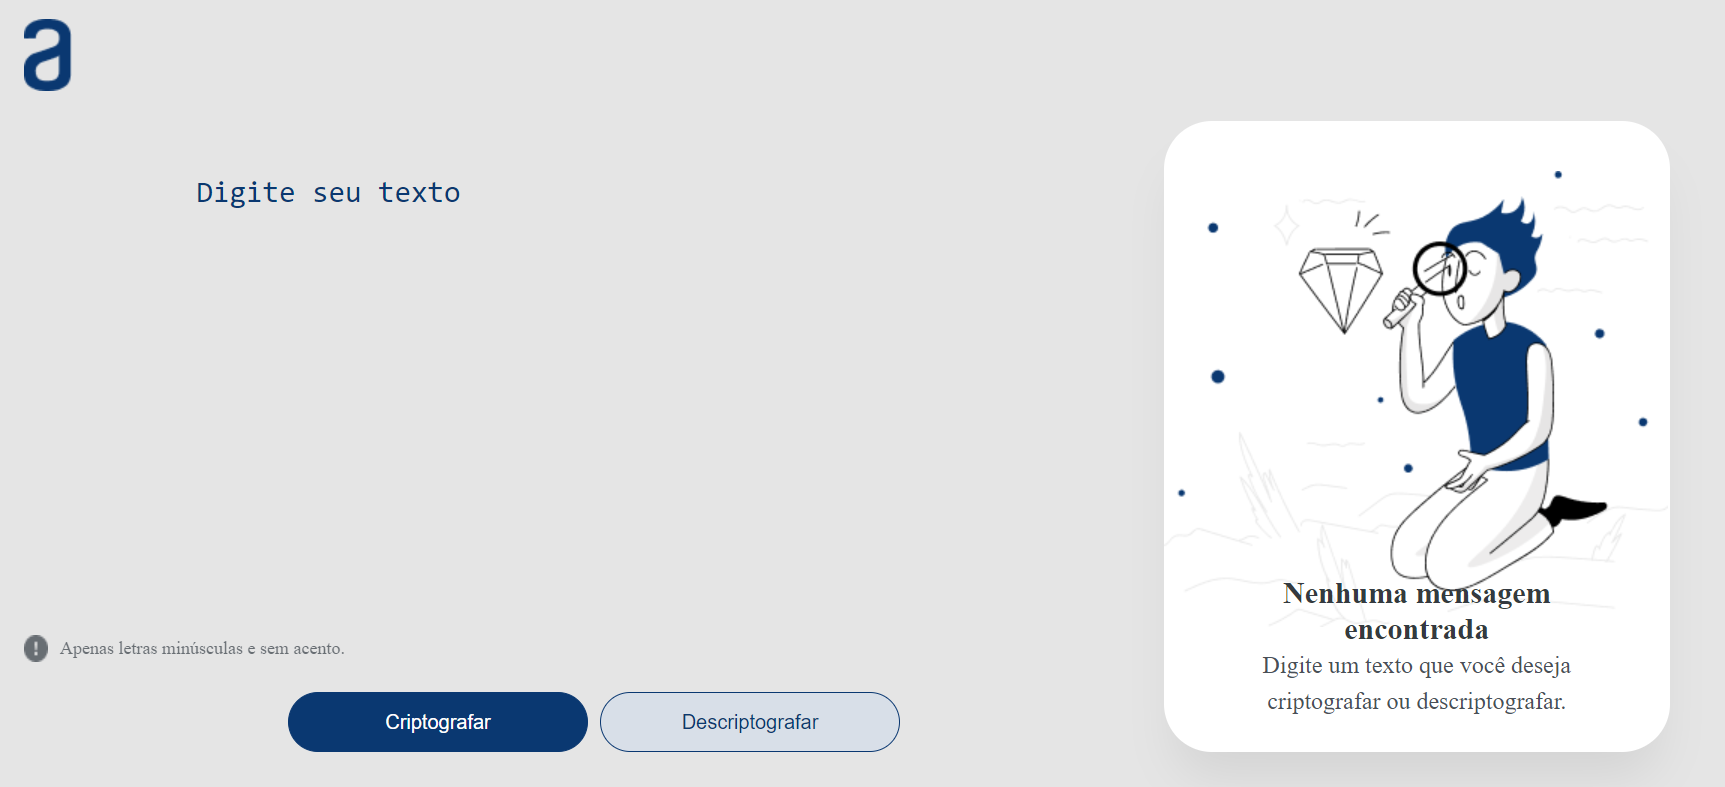 a
Digite seu texto
Apenas letras minúsculas e sem acento.
Criptografar
Descriptografar
Nenhuma mensagem
encontrada
Digite um texto que você deseja
criptografar ou descriptografar.